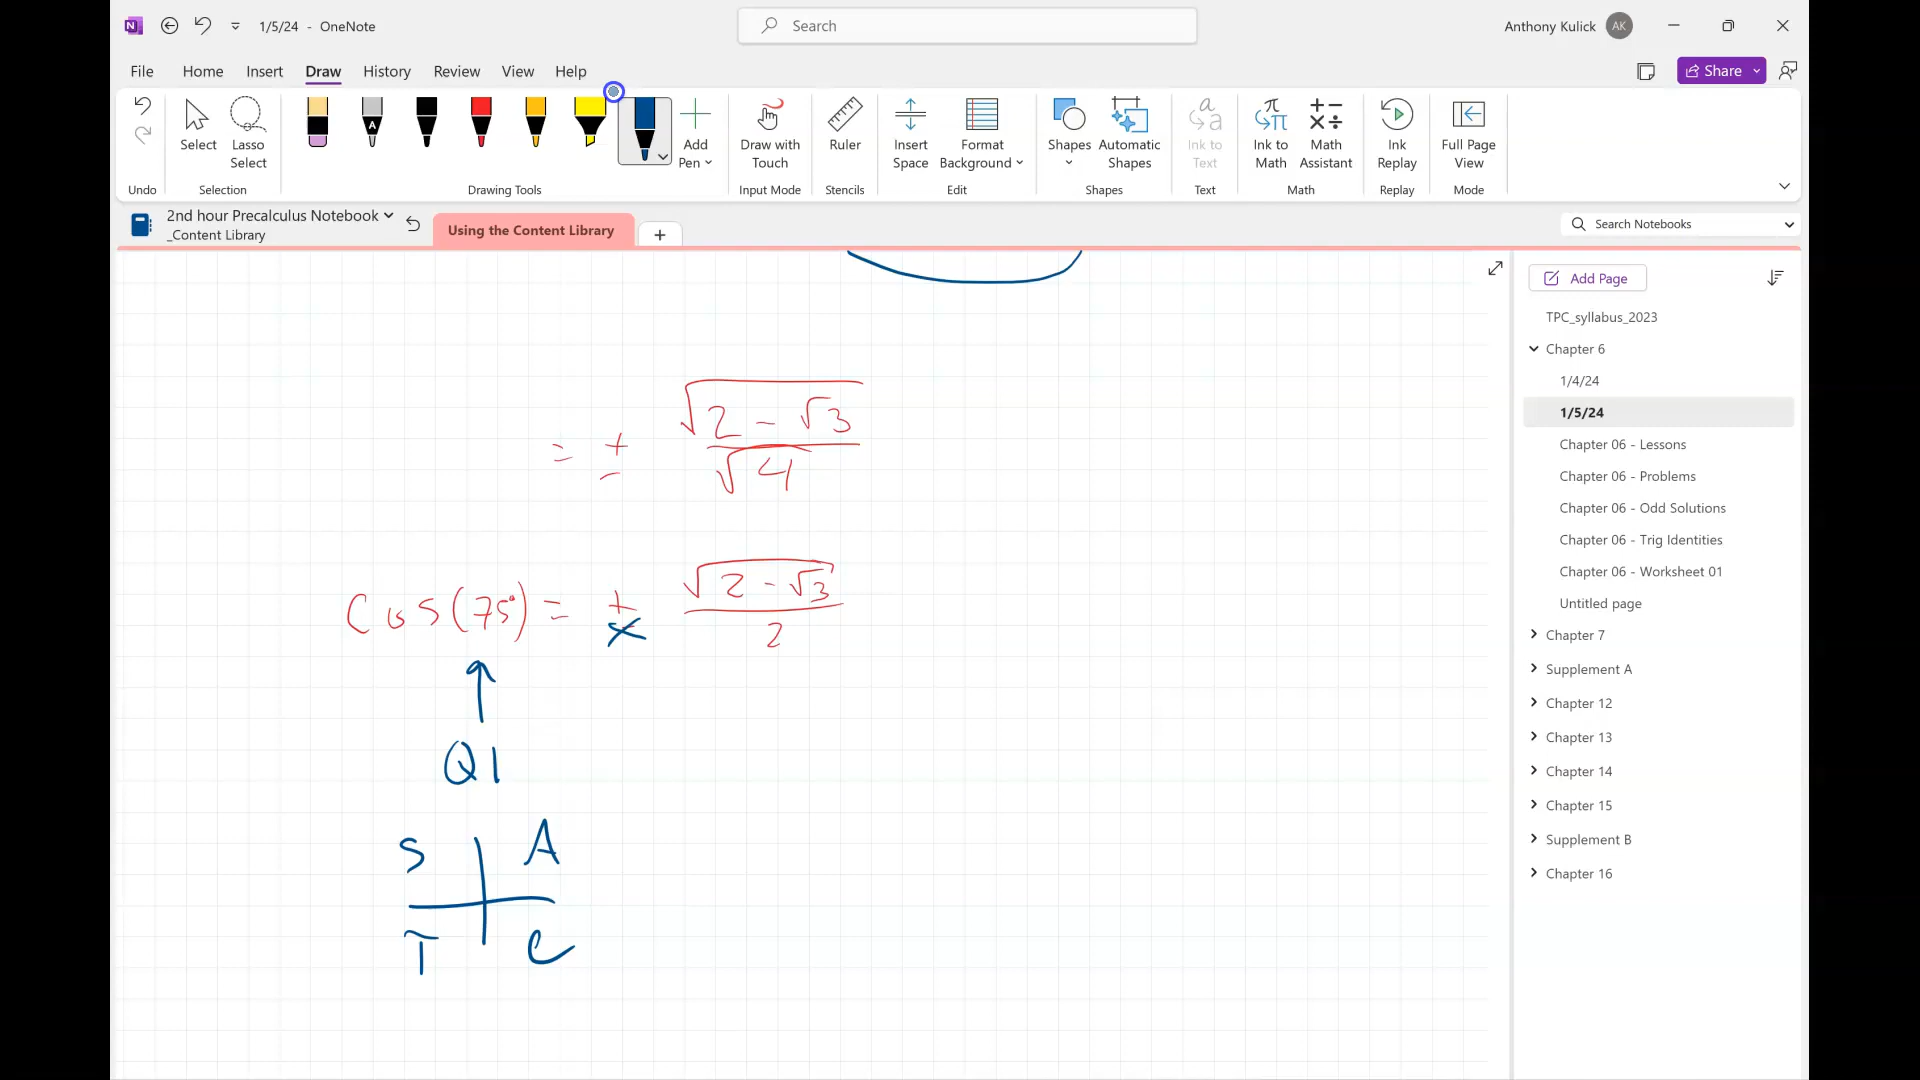 1/5/24 - OneNote
Search
Anthony Kulick AK
File Home Insert Draw History Review View Help
Share
Undo
Select
Lasso Select
Selection
A
Drawing Tools
Add Pen
Draw with Touch
Input Mode
Ruler
Stencils
Insert Space
Format Background
Edit
Shapes
Automatic Shapes
Shapes
Ink to Text
Text
Ink to Math
Math Assistant
Math
Ink Replay
Replay
Full Page View
Mode
2nd hour Precalculus Notebook
_Content Library
Using the Content Library
Search Notebooks
Add Page
TPC_syllabus_2023
Chapter 6
1/4/24
1/5/24
Chapter 06 - Lessons
Chapter 06 - Problems
Chapter 06 - Odd Solutions
Chapter 06 - Trig Identities
Chapter 06 - Worksheet 01
Untitled page
Chapter 7
Supplement A
Chapter 12
Chapter 13
Chapter 14
Chapter 15
Supplement B
Chapter 16
= ± √(2 - √3) / √4
Cos(75°) = ± √(2 - √3) / 2
Q1
S A
T C